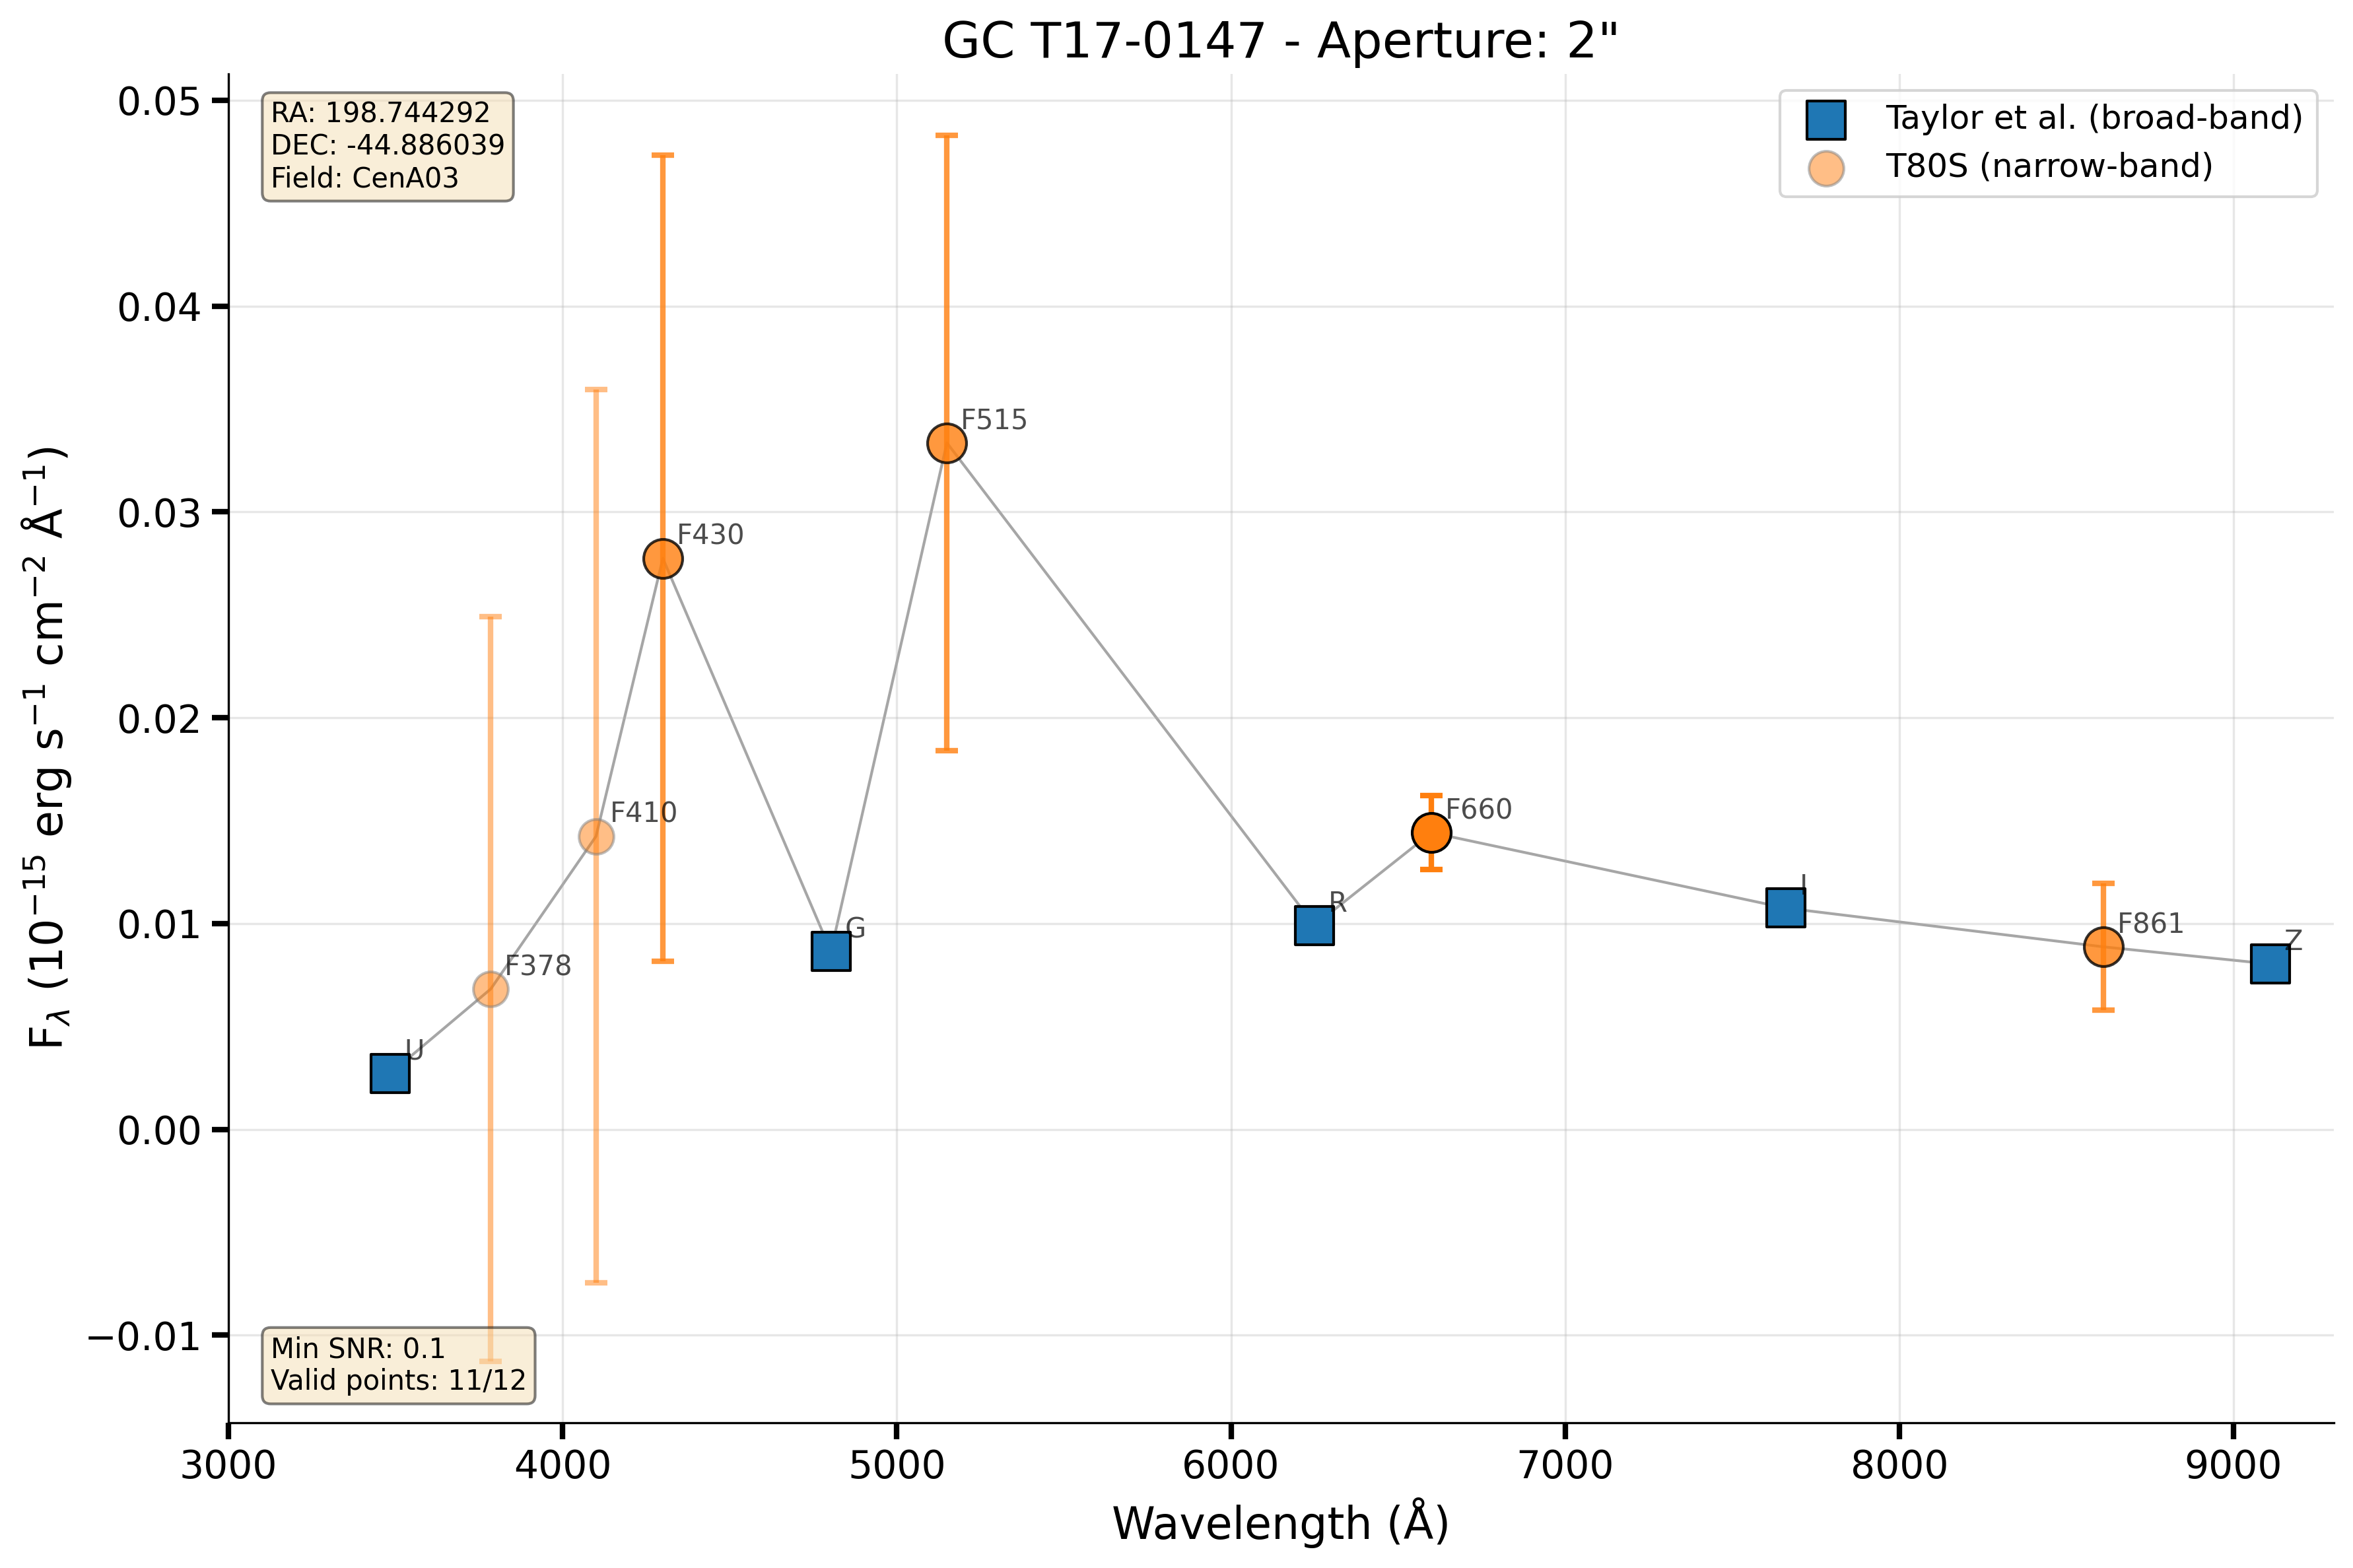 GC T17-0147 - Aperture: 2"
RA: 198.744292
DEC: -44.886039
Field: CenA03
Taylor et al. (broad-band)
T80S (narrow-band)
0.05
0.04
0.03
0.02
0.01
0.00
−0.01
F$_λ$ (10$^{−15}$ erg s$^{−1}$ cm$^{−2}$ Å$^{−1}$)
U
F378
F410
F430
G
F515
R
F660
I
F861
Z
Min SNR: 0.1
Valid points: 11/12
3000 4000 5000 6000 7000 8000 9000
Wavelength (Å)